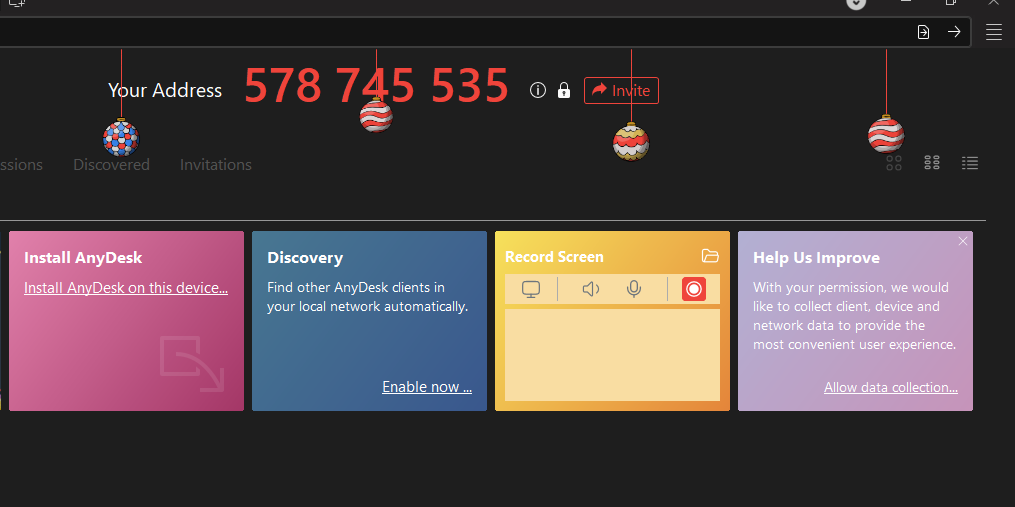 Your Address 578 745 535 Invite
ssions Discovered Invitations
Install AnyDesk
Install AnyDesk on this device...
Discovery
Find other AnyDesk clients in
your local network automatically.
Enable now ...
Record Screen
Help Us Improve
With your permission, we would
like to collect client, device and
network data to provide the
most convenient user experience.
Allow data collection...